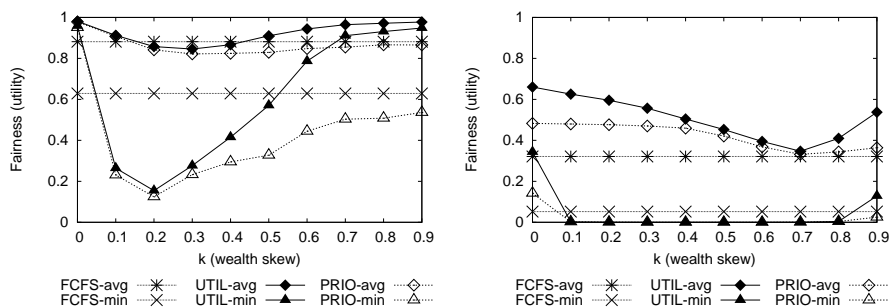 Fairness (utility)
1
0.8
0.6
0.4
0.2
0
0 0.1 0.2 0.3 0.4 0.5 0.6 0.7 0.8 0.9
k (wealth skew)
FCFS-avg UTIL-avg PRIO-avg
FCFS-min UTIL-min PRIO-min
Fairness (utility)
1
0.8
0.6
0.4
0.2
0
0 0.1 0.2 0.3 0.4 0.5 0.6 0.7 0.8 0.9
k (wealth skew)
FCFS-avg UTIL-avg PRIO-avg
FCFS-min UTIL-min PRIO-min